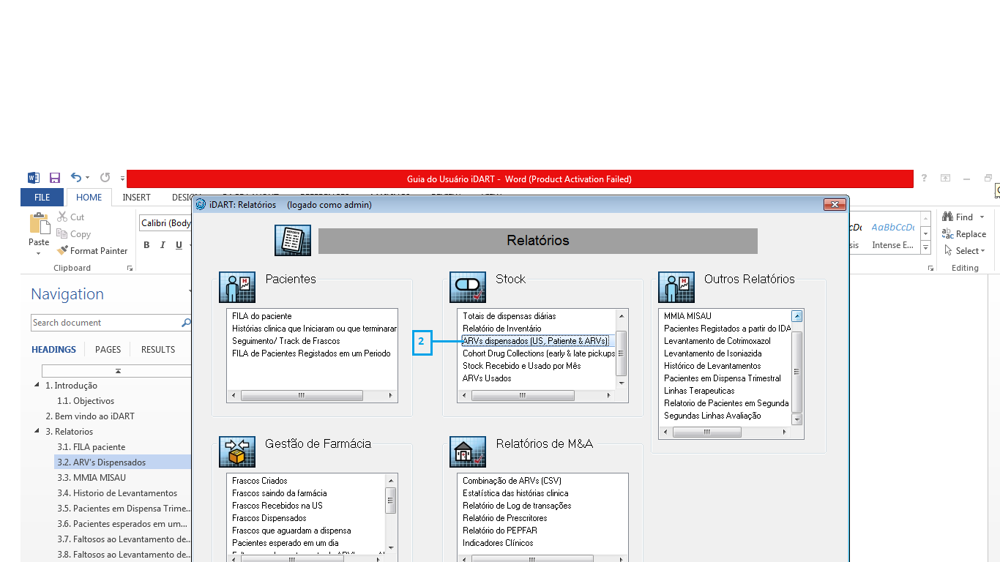 Guia do Usuário iDART - Word (Product Activation Failed)
FILE
HOME
INSERT
iDART: Relatórios (logado como admin)
Cut
Copy
Format Painter
Paste
Clipboard
Calibri (Body
B I U
AaBbCcDc
Intense E...
Find
Replace
Select
Editing
Relatórios
Navigation
Search document
HEADINGS PAGES RESULTS
1. Introdução
1.1. Objectivos
2. Bem vindo ao iDART
3. Relatorios
3.1. FILA paciente
3.2. ARV's Dispensados
3.3. MMIA MISAU
3.4. Historio de Levantamentos
3.5. Pacientes em Dispensa Trime...
3.6. Pacientes esperados em um...
3.7. Faltosos ao Levantamento de...
3.8. Faltosos ao Levantamento de...
Pacientes
FILA do paciente
Histórias clinica que Iniciaram ou que terminarar
Seguimento/ Track de Frascos
FILA de Pacientes Registados em um Periodo
Stock
Totais de dispensas diárias
Relatório de Inventário
2
ARVs dispensados (US, Patiente & ARVs)
Cohort Drug Collections (early & late pickups
Stock Recebido e Usado por Mês
ARVs Usados
Outros Relatórios
MMIA MISAU
Pacientes Registados a partir do IDA
Levantamento de Cotrimoxazol
Levantamento de Isoniazida
Histórico de Levantamentos
Pacientes em Dispensa Trimestral
Linhas Terapeuticas
Relatorio de Pacientes em Segunda
Segundas Linhas Avaliação
Gestão de Farmácia
Frascos Criados
Frascos saindo da farmácia
Frascos Recebidos na US
Frascos Dispensados
Frascos que aguardam a dispensa
Pacientes esperado em um dia
Relatórios de M&A
Combinação de ARVs (CSV)
Estatística das histórias clinica
Relatório de Log de transações
Relatório de Prescritores
Relatório do PEPFAR
Indicadores Clínicos